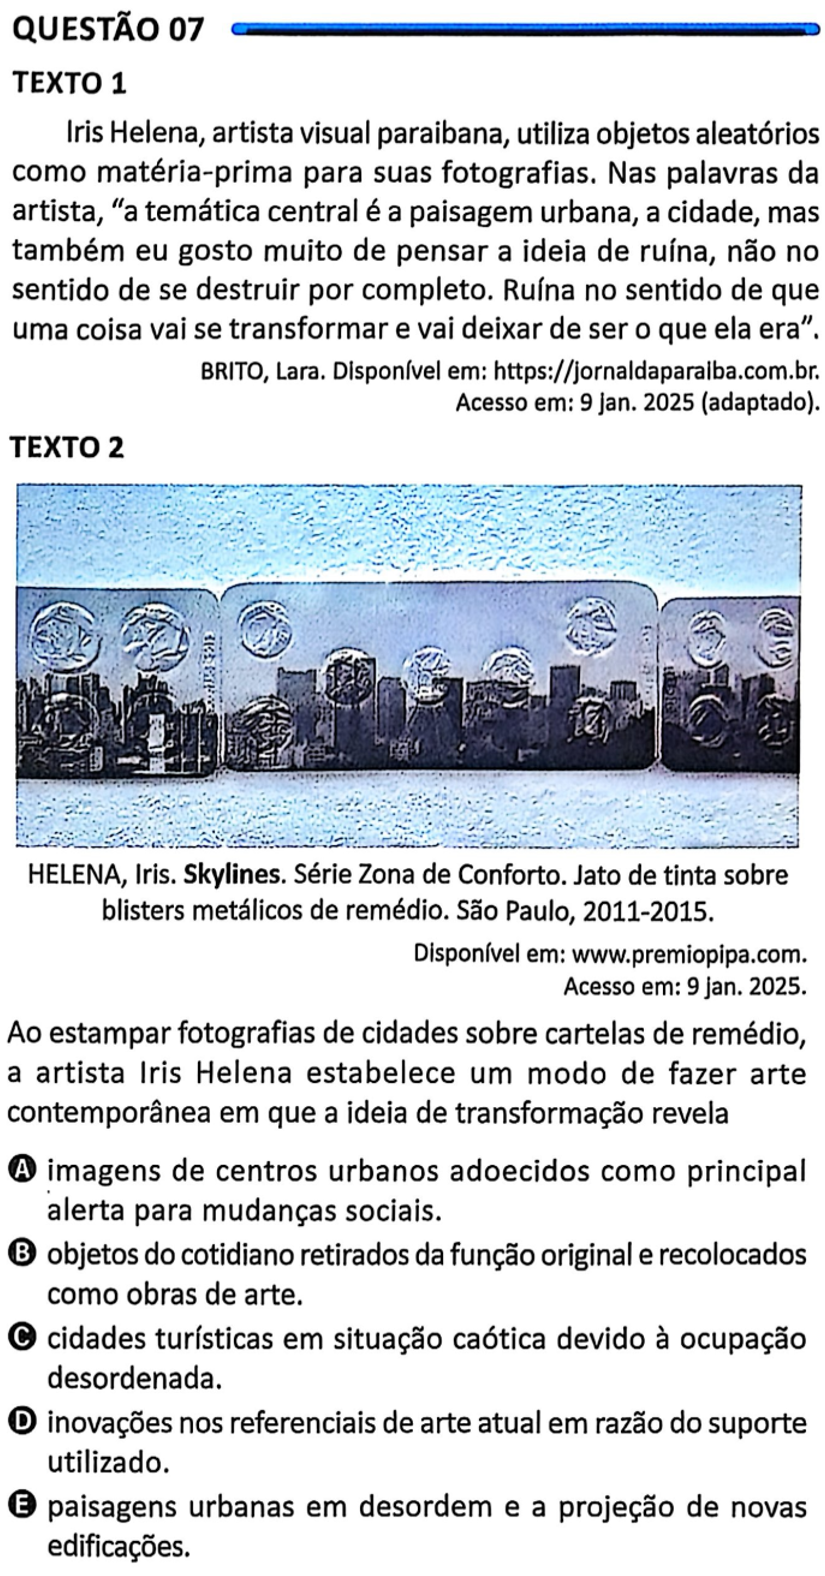 QUESTÃO 07
TEXTO 1
Iris Helena, artista visual paraibana, utiliza objetos aleatórios
como matéria-prima para suas fotografias. Nas palavras da
artista, “a temática central é a paisagem urbana, a cidade, mas
também eu gosto muito de pensar a ideia de ruína, não no
sentido de se destruir por completo. Ruína no sentido de que
uma coisa vai se transformar e vai deixar de ser o que ela era”.
BRITO, Lara. Disponível em: https://jornaldaparaiba.com.br.
Acesso em: 9 jan. 2025 (adaptado).
TEXTO 2
HELENA, Iris. Skylines. Série Zona de Conforto. Jato de tinta sobre
blisters metálicos de remédio. São Paulo, 2011-2015.
Disponível em: www.premiopipa.com.
Acesso em: 9 jan. 2025.
Ao estampar fotografias de cidades sobre cartelas de remédio,
a artista Iris Helena estabelece um modo de fazer arte
contemporânea em que a ideia de transformação revela
A imagens de centros urbanos adoecidos como principal
alerta para mudanças sociais.
B objetos do cotidiano retirados da função original e recolocados
como obras de arte.
C cidades turísticas em situação caótica devido à ocupação
desordenada.
D inovações nos referenciais de arte atual em razão do suporte
utilizado.
E paisagens urbanas em desordem e a projeção de novas
edificações.